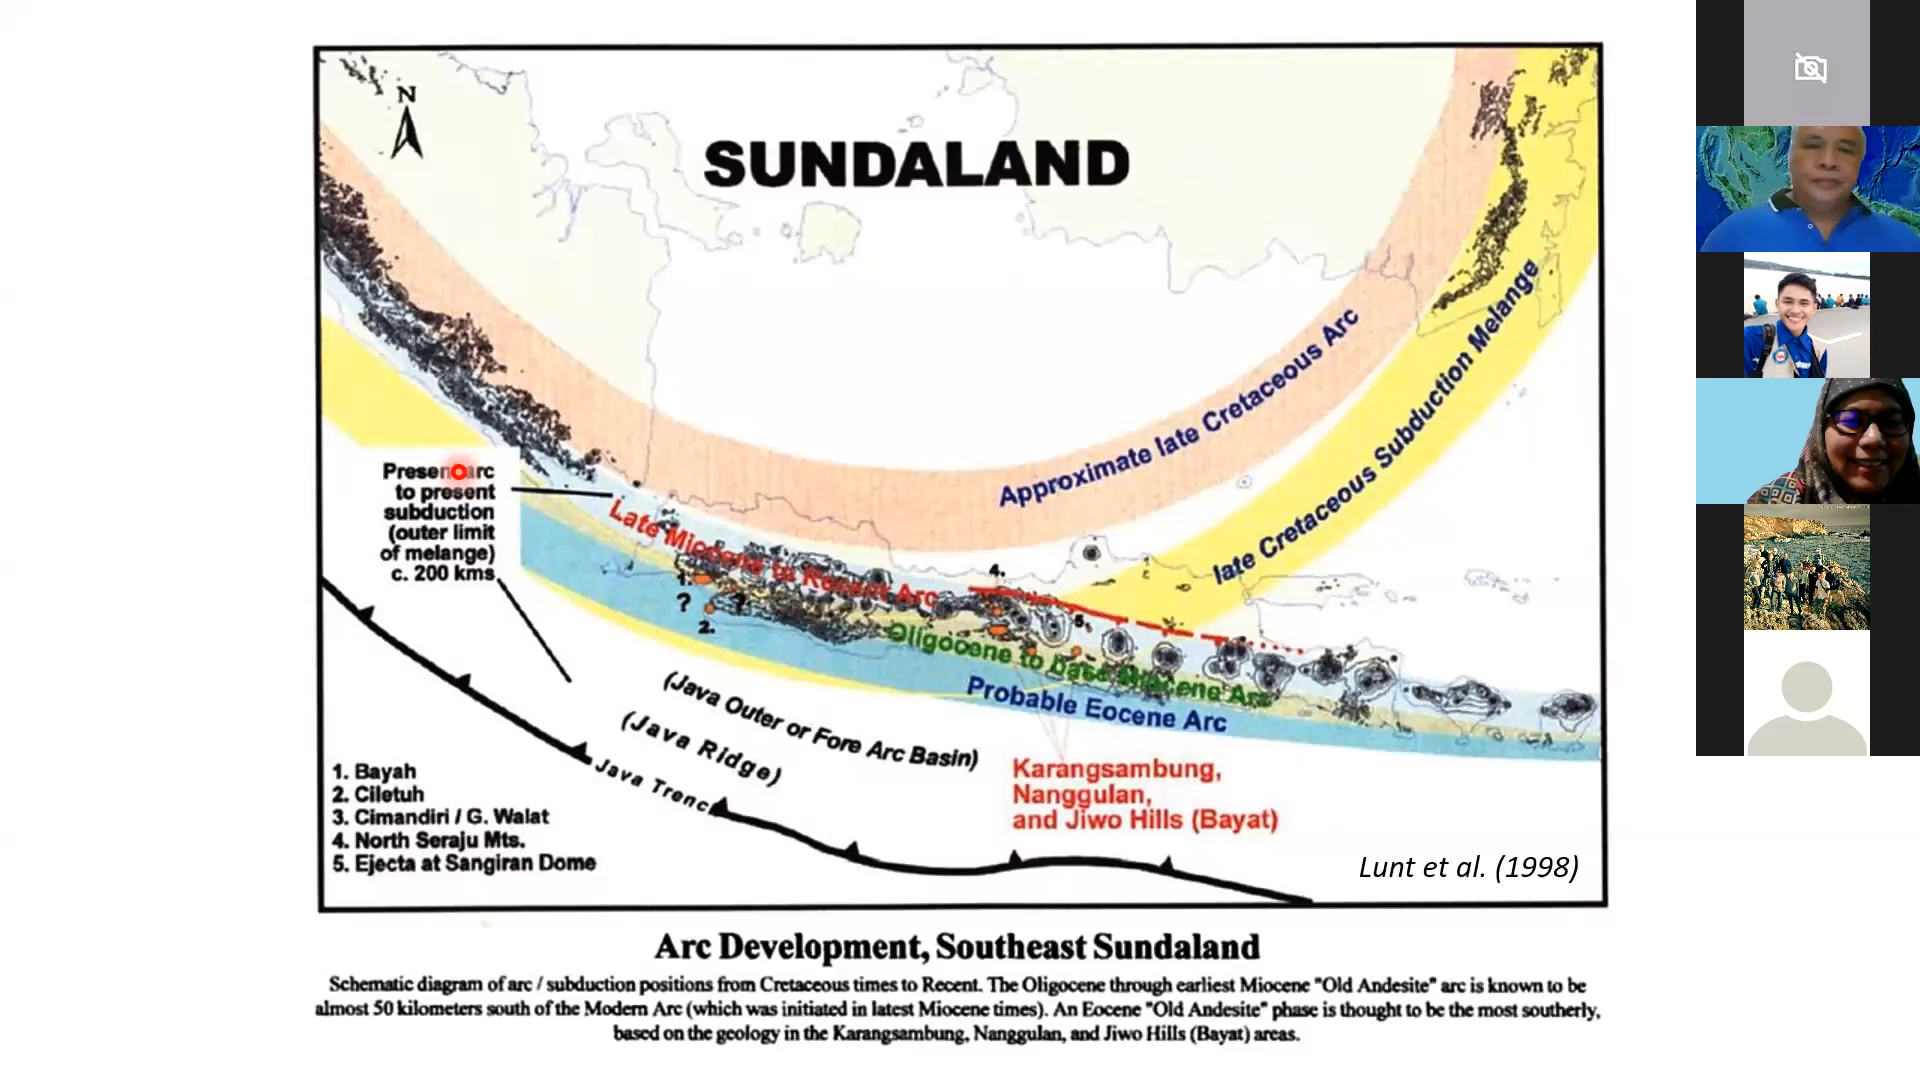 N
SUNDALAND
Approximate late Cretaceous Arc
late Cretaceous Subduction Melange
Present arc
to present
subduction
(outer limit
of melange)
c. 200 kms
Late Miocene to Recent Arc
4.
1.
?
?
2.
5.
Oligocene to base Miocene Arc
Probable Eocene Arc
(Java Outer or Fore Arc Basin)
(Java Ridge)
Java Trenc
Karangsambung,
Nanggulan,
and Jiwo Hills (Bayat)
1. Bayah
2. Ciletuh
3. Cimandiri / G. Walat
4. North Seraju Mts.
5. Ejecta at Sangiran Dome
Lunt et al. (1998)
Arc Development, Southeast Sundaland
Schematic diagram of arc / subduction positions from Cretaceous times to Recent. The Oligocene through earliest Miocene "Old Andesite" arc is known to be
almost 50 kilometers south of the Modern Arc (which was initiated in latest Miocene times). An Eocene "Old Andesite" phase is thought to be the most southerly,
based on the geology in the Karangsambung, Nanggulan, and Jiwo Hills (Bayat) areas.